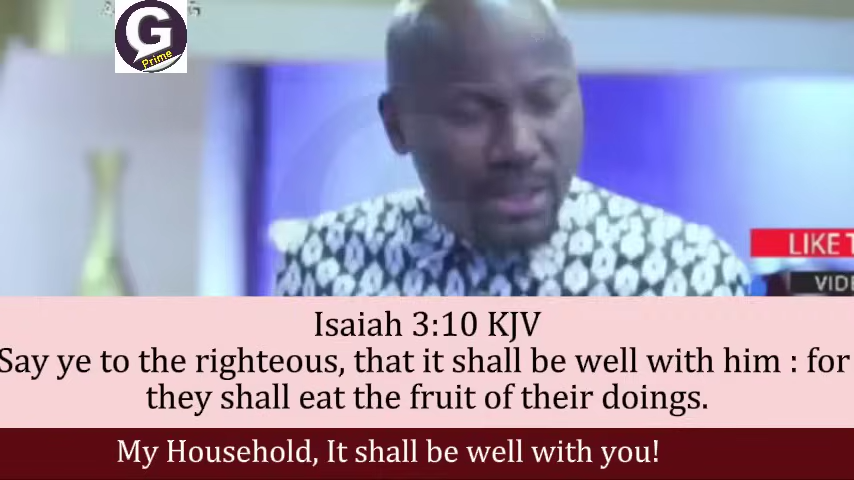 G
Prime
LIKE T
VIDE
Isaiah 3:10 KJV
Say ye to the righteous, that it shall be well with him : for
they shall eat the fruit of their doings.
My Household, It shall be well with you!